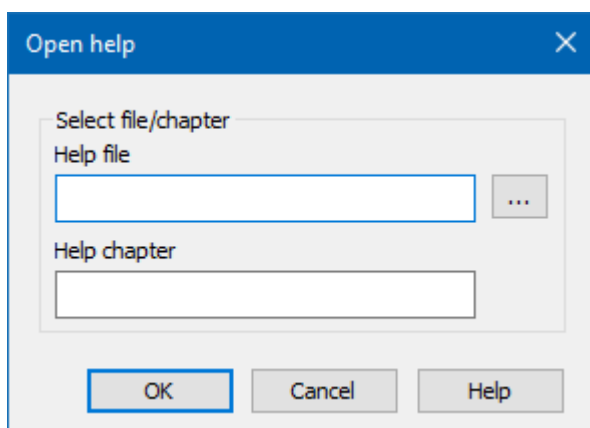 Open help
Select file/chapter
Help file
...
Help chapter
OK Cancel Help